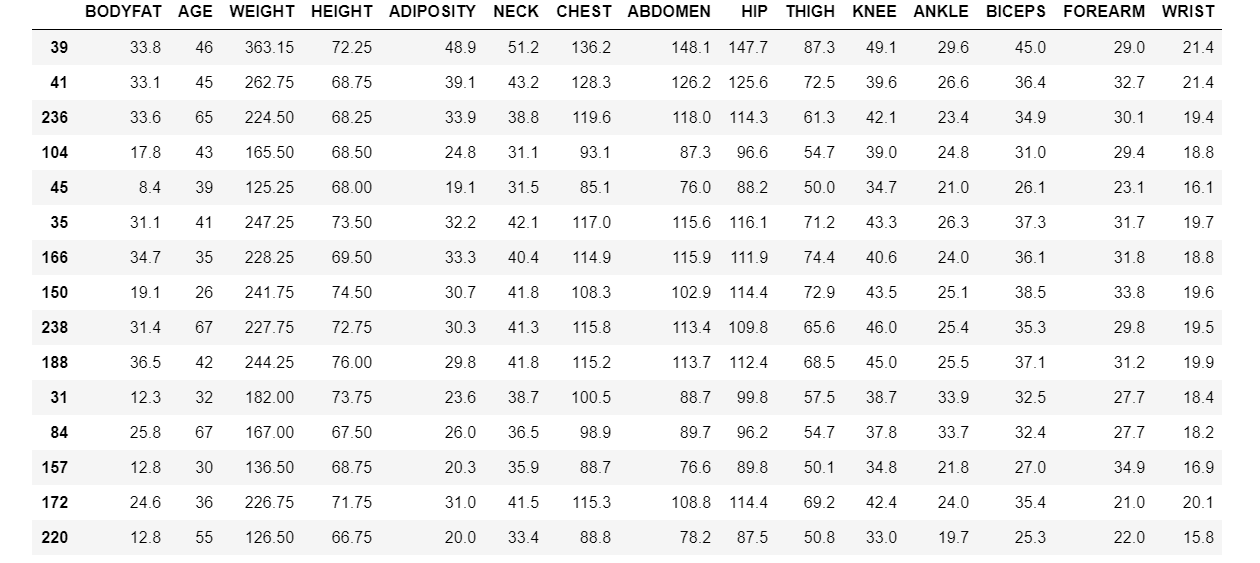 BODYFAT AGE WEIGHT HEIGHT ADIPOSITY NECK CHEST ABDOMEN HIP THIGH KNEE ANKLE BICEPS FOREARM WRIST
39 33.8 46 363.15 72.25 48.9 51.2 136.2 148.1 147.7 87.3 49.1 29.6 45.0 29.0 21.4
41 33.1 45 262.75 68.75 39.1 43.2 128.3 126.2 125.6 72.5 39.6 26.6 36.4 32.7 21.4
236 33.6 65 224.50 68.25 33.9 38.8 119.6 118.0 114.3 61.3 42.1 23.4 34.9 30.1 19.4
104 17.8 43 165.50 68.50 24.8 31.1 93.1 87.3 96.6 54.7 39.0 24.8 31.0 29.4 18.8
45 8.4 39 125.25 68.00 19.1 31.5 85.1 76.0 88.2 50.0 34.7 21.0 26.1 23.1 16.1
35 31.1 41 247.25 73.50 32.2 42.1 117.0 115.6 116.1 71.2 43.3 26.3 37.3 31.7 19.7
166 34.7 35 228.25 69.50 33.3 40.4 114.9 115.9 111.9 74.4 40.6 24.0 36.1 31.8 18.8
150 19.1 26 241.75 74.50 30.7 41.8 108.3 102.9 114.4 72.9 43.5 25.1 38.5 33.8 19.6
238 31.4 67 227.75 72.75 30.3 41.3 115.8 113.4 109.8 65.6 46.0 25.4 35.3 29.8 19.5
188 36.5 42 244.25 76.00 29.8 41.8 115.2 113.7 112.4 68.5 45.0 25.5 37.1 31.2 19.9
31 12.3 32 182.00 73.75 23.6 38.7 100.5 88.7 99.8 57.5 38.7 33.9 32.5 27.7 18.4
84 25.8 67 167.00 67.50 26.0 36.5 98.9 89.7 96.2 54.7 37.8 33.7 32.4 27.7 18.2
157 12.8 30 136.50 68.75 20.3 35.9 88.7 76.6 89.8 50.1 34.8 21.8 27.0 34.9 16.9
172 24.6 36 226.75 71.75 31.0 41.5 115.3 108.8 114.4 69.2 42.4 24.0 35.4 21.0 20.1
220 12.8 55 126.50 66.75 20.0 33.4 88.8 78.2 87.5 50.8 33.0 19.7 25.3 22.0 15.8